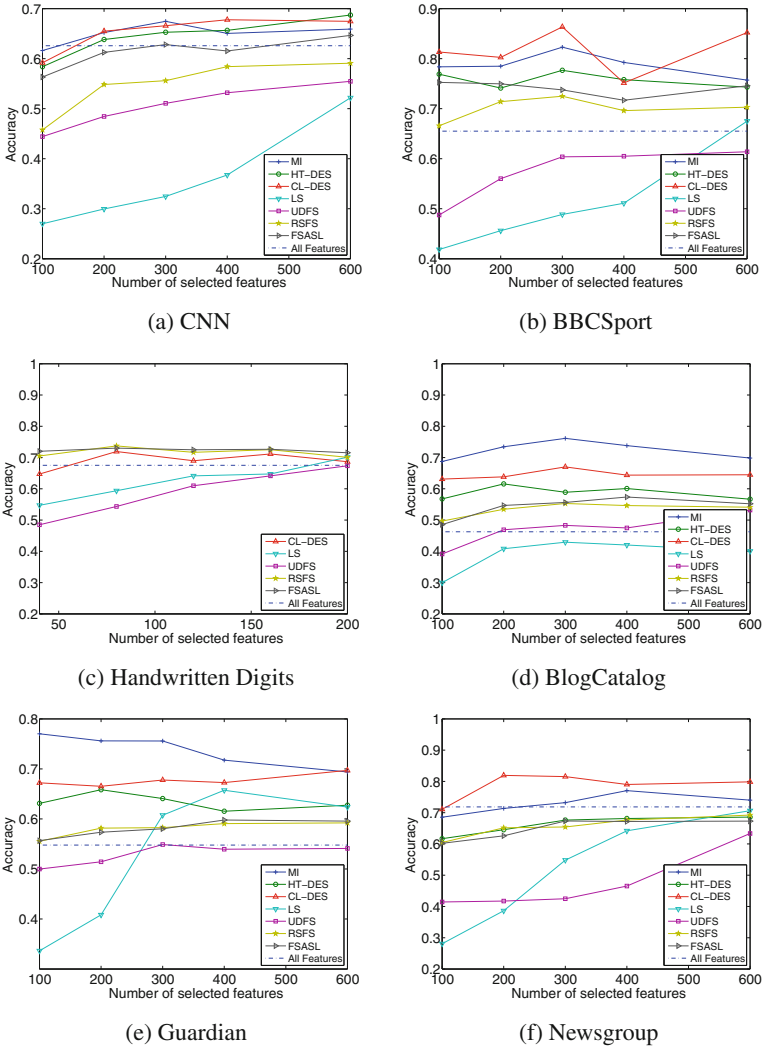 0.7
0.6
0.5
0.4
0.3
0.2
Accuracy
100 200 300 400 500 600
Number of selected features
MI
HT-DES
CL-DES
LS
UDFS
RSFS
FSASL
All Features
(a) CNN
0.9
0.8
0.7
0.6
0.5
0.4
Accuracy
100 200 300 400 500 600
Number of selected features
MI
HT-DES
CL-DES
LS
UDFS
RSFS
FSASL
All Features
(b) BBCSport
1
0.9
0.8
0.7
0.6
0.5
0.4
0.3
0.2
Accuracy
50 100 150 200
Number of selected features
CL-DES
LS
UDFS
RSFS
FSASL
All Features
(c) Handwritten Digits
1
0.9
0.8
0.7
0.6
0.5
0.4
0.3
0.2
Accuracy
100 200 300 400 500 600
Number of selected features
MI
HT-DES
CL-DES
LS
UDFS
RSFS
FSASL
All Features
(d) BlogCatalog
0.8
0.7
0.6
0.5
0.4
Accuracy
100 200 300 400 500 600
Number of selected features
MI
HT-DES
CL-DES
LS
UDFS
RSFS
FSASL
All Features
(e) Guardian
1
0.9
0.8
0.7
0.6
0.5
0.4
0.3
0.2
Accuracy
100 200 300 400 500 600
Number of selected features
MI
HT-DES
CL-DES
LS
UDFS
RSFS
FSASL
All Features
(f) Newsgroup